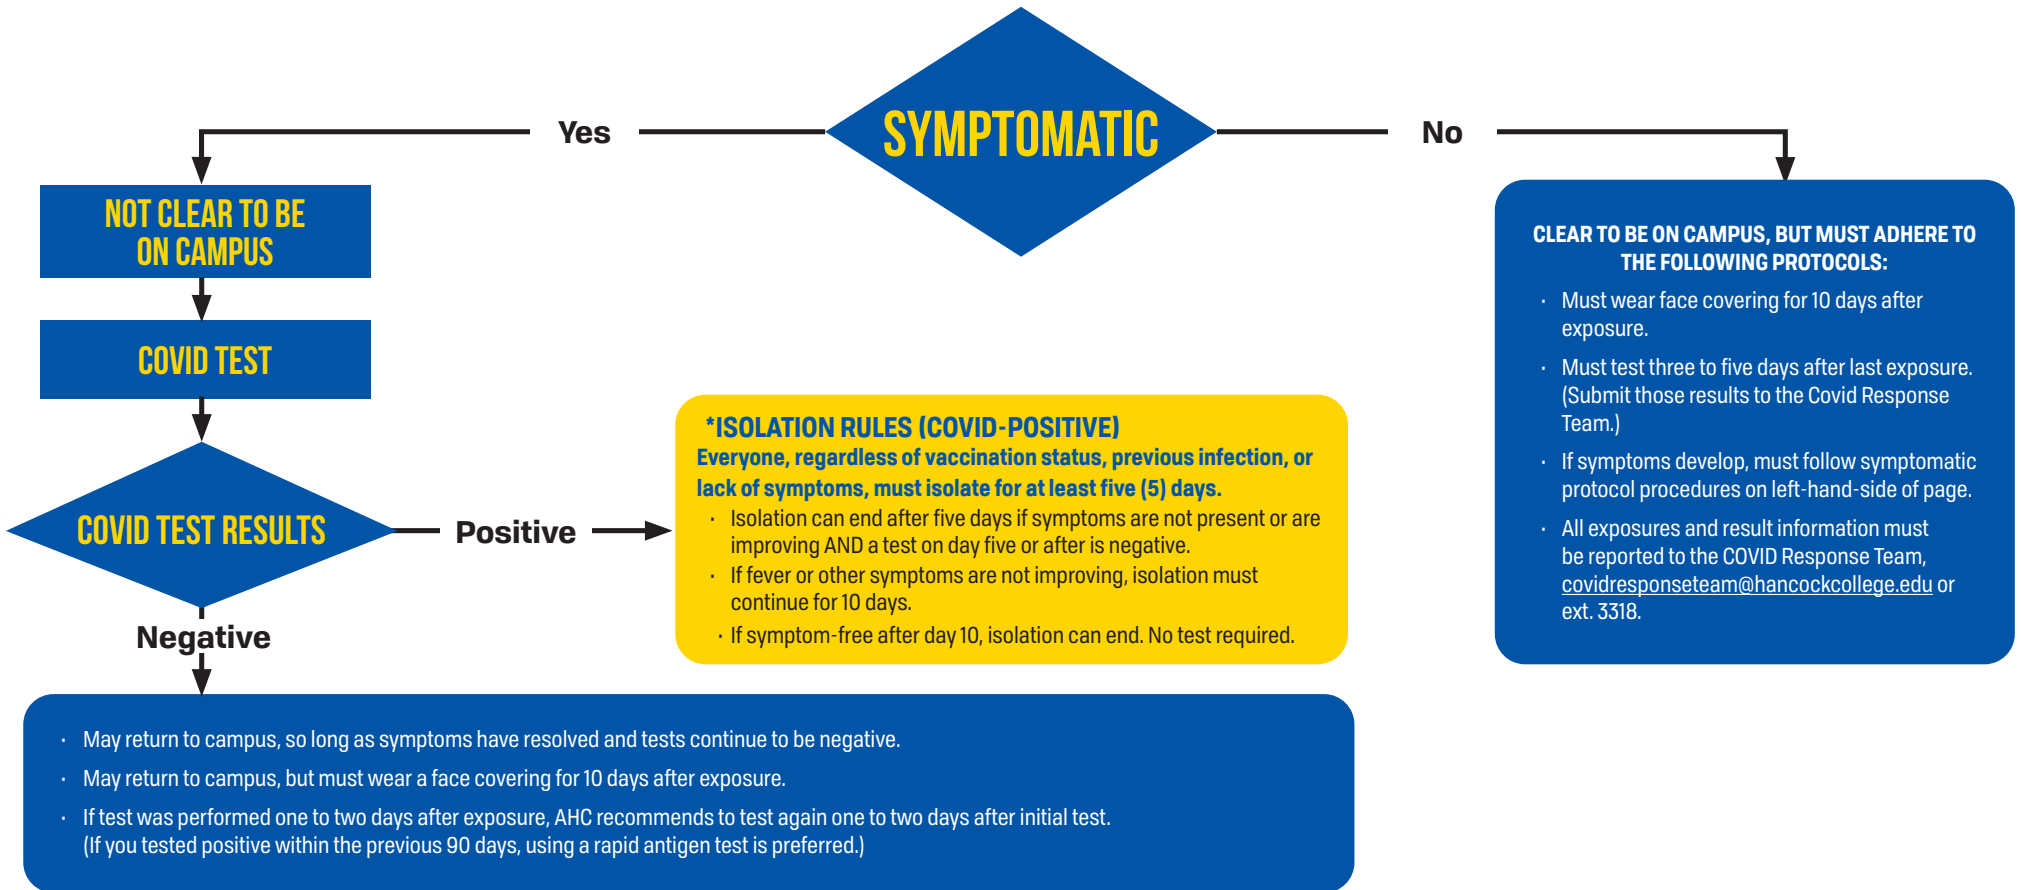 SYMPTOMATIC
Yes
No
NOT CLEAR TO BE
ON CAMPUS
COVID TEST
COVID TEST RESULTS
Positive
Negative
*ISOLATION RULES (COVID-POSITIVE)
Everyone, regardless of vaccination status, previous infection, or
lack of symptoms, must isolate for at least five (5) days.
· Isolation can end after five days if symptoms are not present or are
improving AND a test on day five or after is negative.
· If fever or other symptoms are not improving, isolation must
continue for 10 days.
· If symptom-free after day 10, isolation can end. No test required.
CLEAR TO BE ON CAMPUS, BUT MUST ADHERE TO
THE FOLLOWING PROTOCOLS:
· Must wear face covering for 10 days after
exposure.
· Must test three to five days after last exposure.
(Submit those results to the Covid Response
Team.)
· If symptoms develop, must follow symptomatic
protocol procedures on left-hand-side of page.
· All exposures and result information must
be reported to the COVID Response Team,
covidresponseteam@hancockcollege.edu or
ext. 3318.
· May return to campus, so long as symptoms have resolved and tests continue to be negative.
· May return to campus, but must wear a face covering for 10 days after exposure.
· If test was performed one to two days after exposure, AHC recommends to test again one to two days after initial test.
(If you tested positive within the previous 90 days, using a rapid antigen test is preferred.)